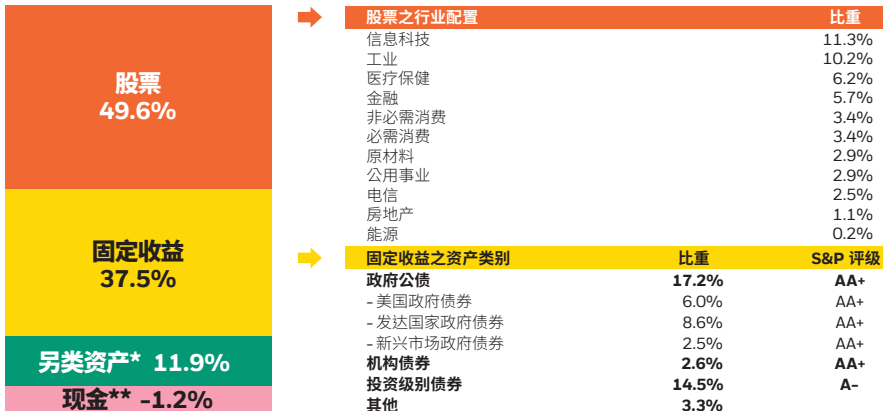 股票
49.6%
固定收益
37.5%
另类资产* 11.9%
现金** -1.2%
股票之行业配置 比重
信息科技 11.3%
工业 10.2%
医疗保健 6.2%
金融 5.7%
非必需消费 3.4%
必需消费 3.4%
原材料 2.9%
公用事业 2.9%
电信 2.5%
房地产 1.1%
能源 0.2%
固定收益之资产类别 比重 S&P 评级
政府公债 17.2% AA+
- 美国政府债券 6.0% AA+
- 发达国家政府债券 8.6% AA+
- 新兴市场政府债券 2.5% AA+
机构债券 2.6% AA+
投资级别债券 14.5% A-
其他 3.3%